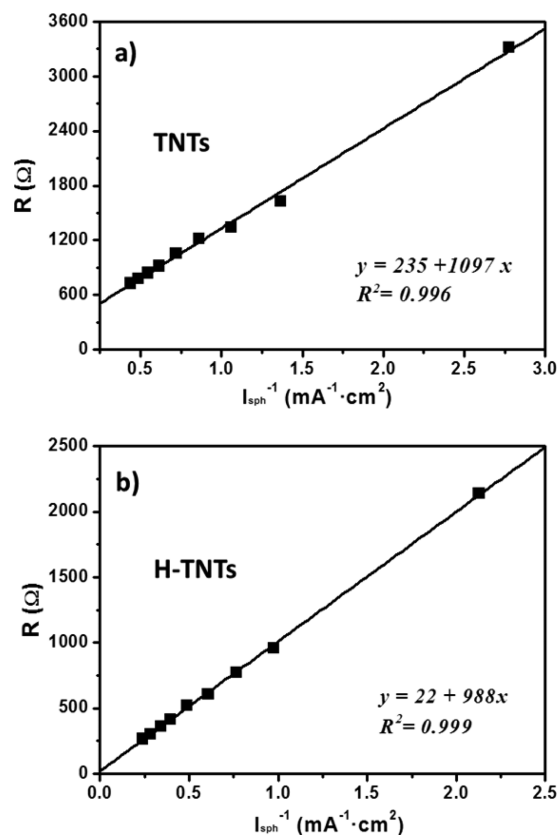 a)
TNTs
R (Ω)
3600
3000
2400
1800
1200
600
0
y = 235 +1097 x
R²= 0.996
0.5 1.0 1.5 2.0 2.5 3.0
Isph⁻¹ (mA⁻¹·cm²)
b)
H-TNTs
R (Ω)
2500
2000
1500
1000
500
0
y = 22 + 988x
R²= 0.999
0.0 0.5 1.0 1.5 2.0 2.5
Isph⁻¹ (mA⁻¹·cm²)